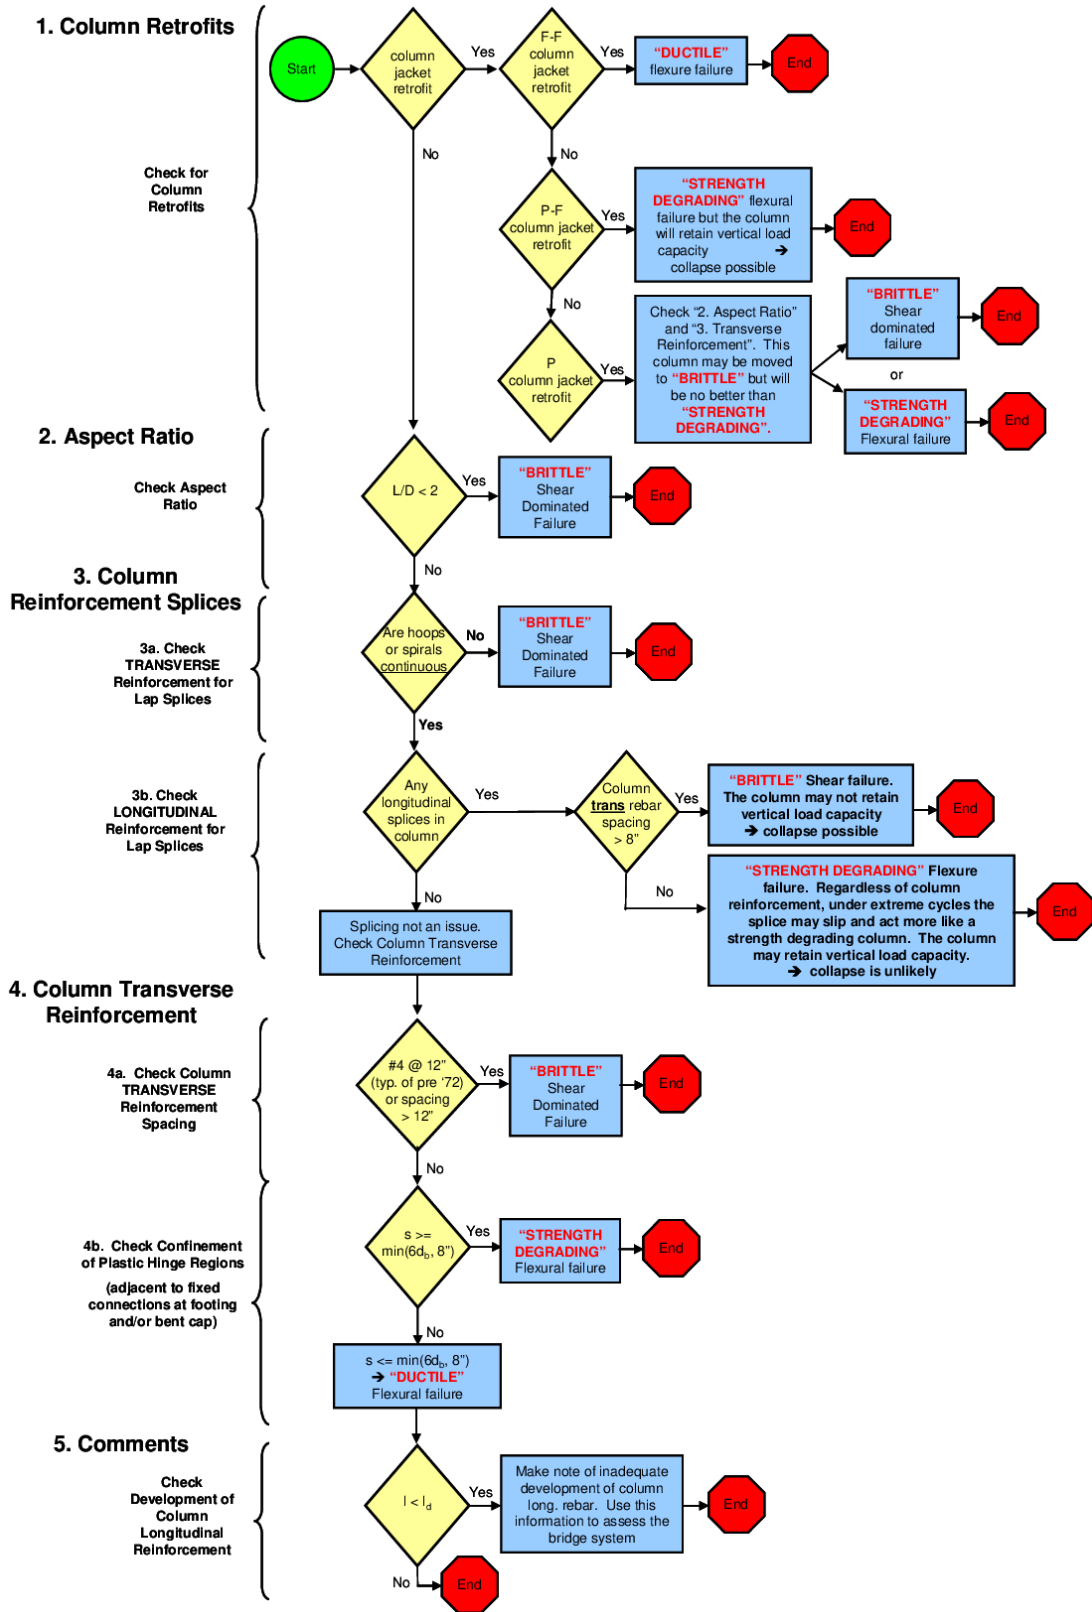 1. Column Retrofits
Check for
Column
Retrofits
Start
column
jacket
retrofit
Yes
F-F
column
jacket
retrofit
Yes
“DUCTILE”
flexure failure
End
No
No
P-F
column jacket
retrofit
Yes
“STRENGTH
DEGRADING” flexural
failure but the column
will retain vertical load
capacity ➔
collapse possible
End
No
P
column jacket
retrofit
Yes
Check “2. Aspect Ratio”
and “3. Transverse
Reinforcement”. This
column may be moved
to “BRITTLE” but will
be no better than
“STRENGTH
DEGRADING”.
“BRITTLE”
Shear
dominated
failure
End
or
“STRENGTH
DEGRADING”
Flexural failure
End
2. Aspect Ratio
Check Aspect
Ratio
L/D < 2
Yes
“BRITTLE”
Shear
Dominated
Failure
End
No
3. Column
Reinforcement Splices
3a. Check
TRANSVERSE
Reinforcement for
Lap Splices
Are hoops
or spirals
continuous
No
“BRITTLE”
Shear
Dominated
Failure
End
Yes
3b. Check
LONGITUDINAL
Reinforcement for
Lap Splices
Any
longitudinal
splices in
column
Yes
Column
trans rebar
spacing
> 8”
Yes
“BRITTLE” Shear failure.
The column may not retain
vertical load capacity
➔ collapse possible
End
No
“STRENGTH DEGRADING” Flexure
failure. Regardless of column
reinforcement, under extreme cycles the
splice may slip and act more like a
strength degrading column. The column
may retain vertical load capacity.
➔ collapse is unlikely
End
No
Splicing not an issue.
Check Column Transverse
Reinforcement
4. Column Transverse
Reinforcement
4a. Check Column
TRANSVERSE
Reinforcement
Spacing
#4 @ 12”
(typ. of pre ‘72)
or spacing
> 12”
Yes
“BRITTLE”
Shear
Dominated
Failure
End
No
4b. Check Confinement
of Plastic Hinge Regions
(adjacent to fixed
connections at footing
and/or bent cap)
s >=
min(6db, 8”)
Yes
“STRENGTH
DEGRADING”
Flexural failure
End
No
s <= min(6db, 8”)
➔ “DUCTILE”
Flexural failure
5. Comments
Check
Development of
Column
Longitudinal
Reinforcement
l < ld
Yes
Make note of inadequate
development of column
long. rebar. Use this
information to assess the
bridge system
End
No
End